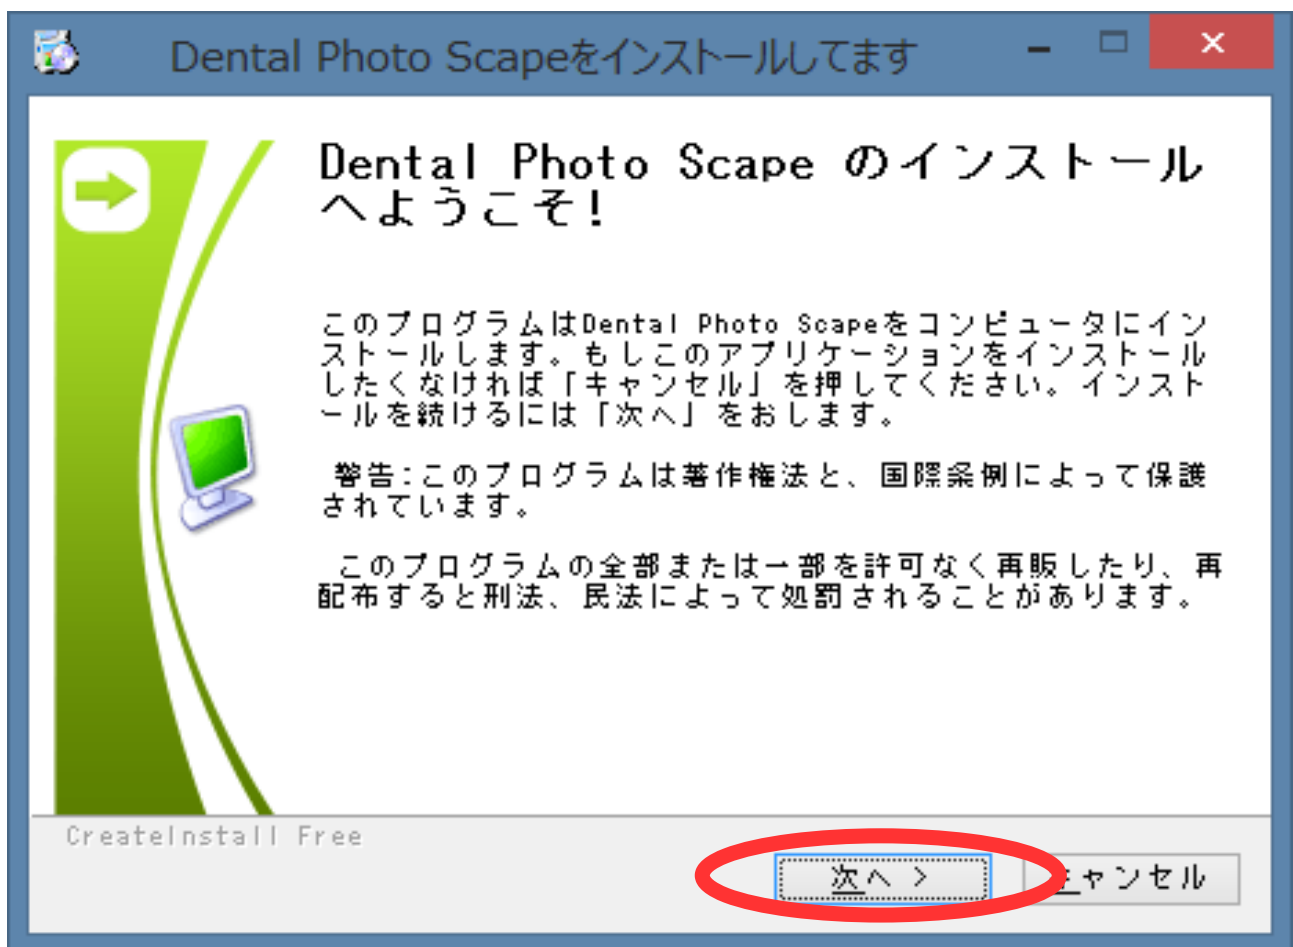 Dental Photo Scapeをインストールしてます
Dental Photo Scape のインストール
へようこそ!
このプログラムはDental Photo Scapeをコンピュータにイン
ストールします。もしこのアプリケーションをインストール
したくなければ「キャンセル」を押してください。インスト
ールを続けるには「次へ」をおします。
警告:このプログラムは著作権法と、国際条例によって保護
されています。
このプログラムの全部または一部を許可なく再販したり、再
配布すると刑法、民法によって処罰されることがあります。
CreateInstall Free
次へ >
キャンセル